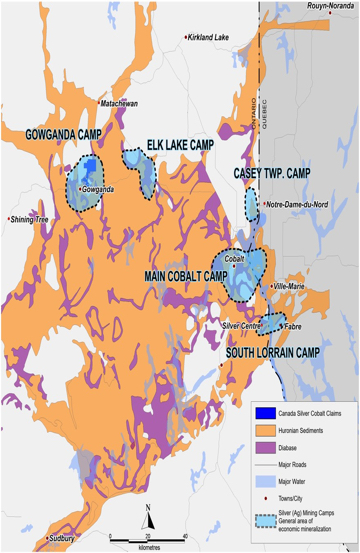 Rouyn-Noranda
Kirkland Lake
ONTARIO
QUEBEC
Matachewan
GOWGANDA CAMP
ELK LAKE CAMP
CASEY TWP. CAMP
Gowganda
Notre-Dame-du-Nord
Shining Tree
Cobalt
MAIN COBALT CAMP
Ville-Marie
Silver Centre
Fabre
SOUTH LORRAIN CAMP
LEGEND
Canada Silver Cobalt Claims
Huronian Sediments
Diabase
Major Roads
Major Water
Towns/City
Silver (Ag) Mining Camps
General area of
economic mineralization
N
0 20 40
kilometres
Sudbury